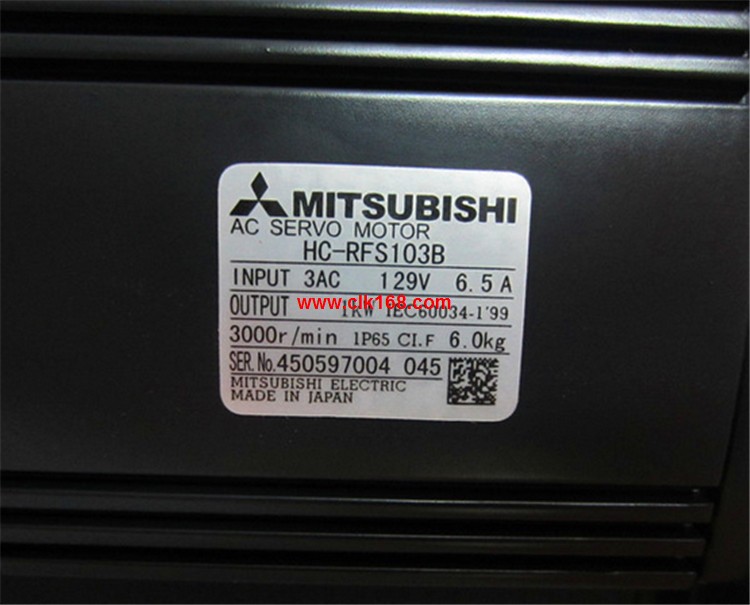 MITSUBISHI
AC SERVO MOTOR
HC-RFS103B
INPUT 3AC 129V 6.5A
www.clk168.com
OUTPUT 1KW IEC60034-1'99
3000r/min IP65 CI.F 6.0kg
SER.No.450597004 045
MITSUBISHI ELECTRIC
MADE IN JAPAN